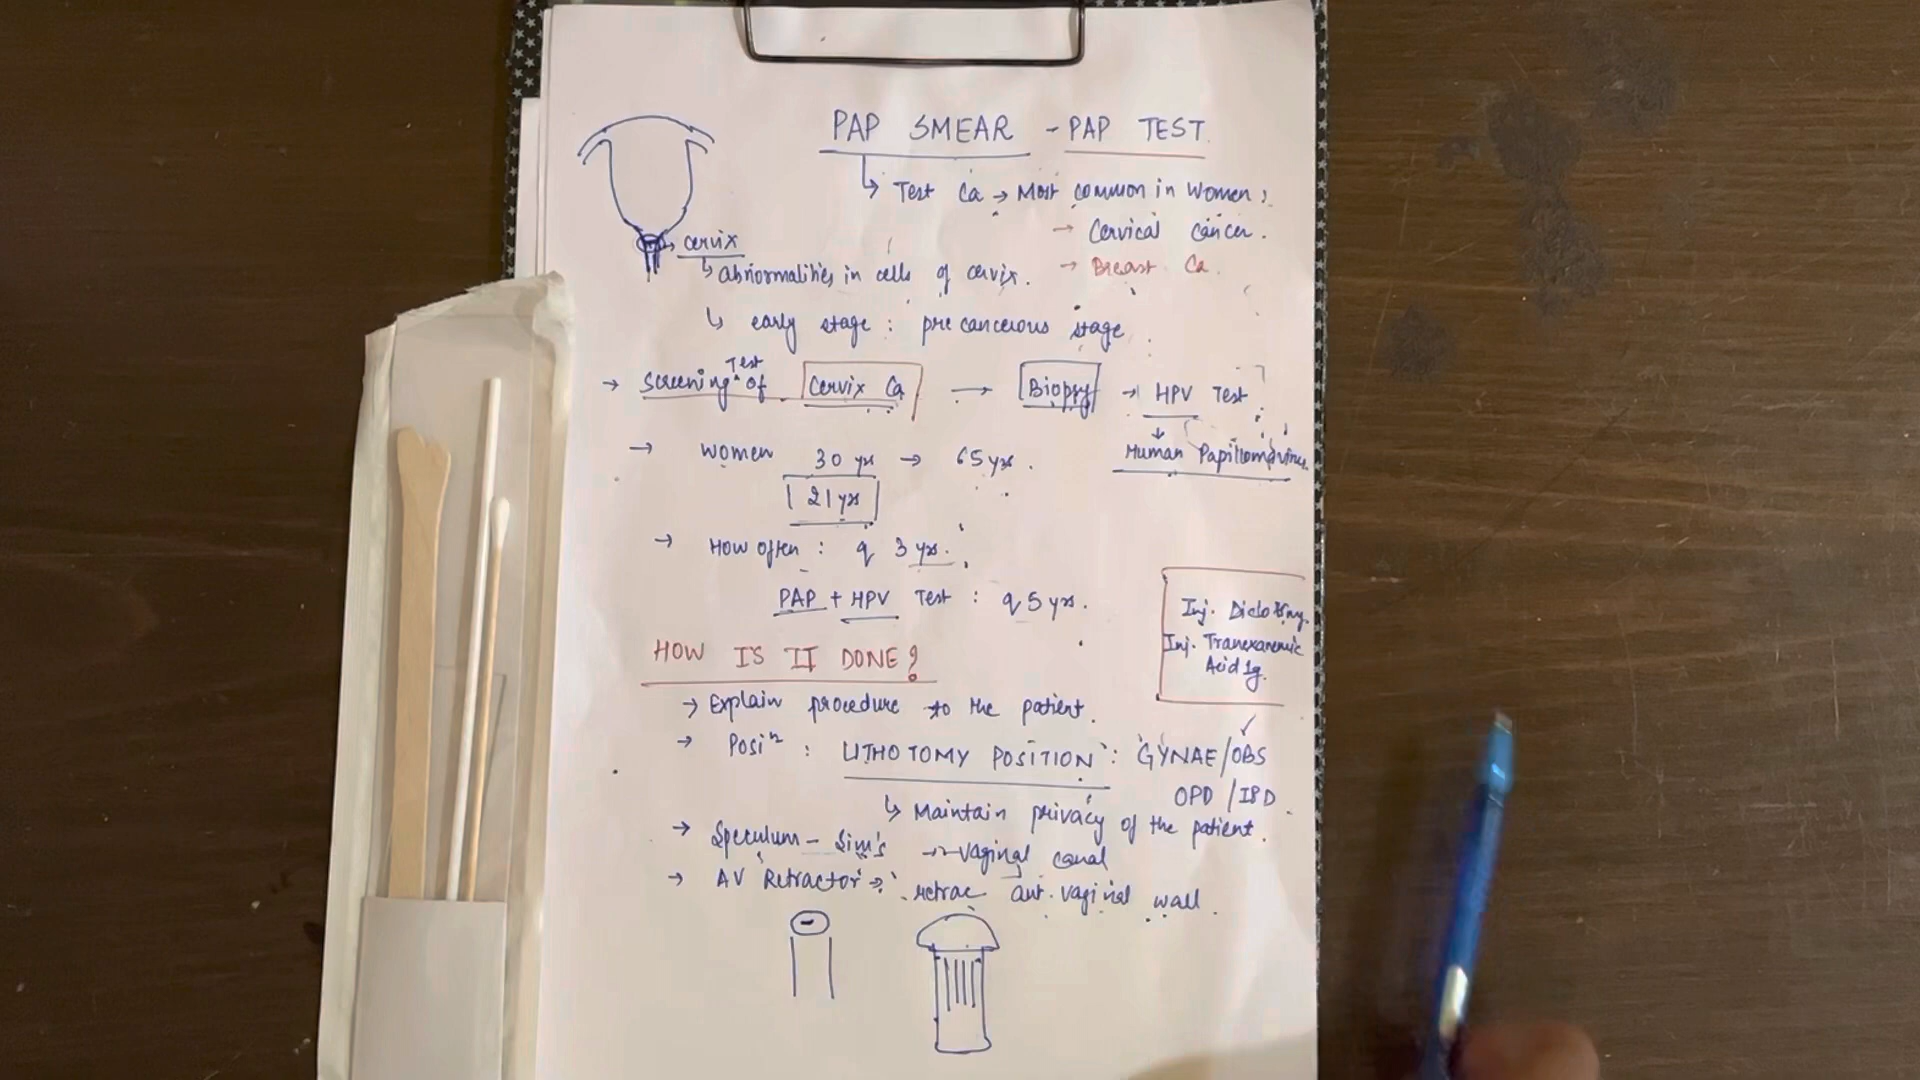 PAP SMEAR - PAP TEST
↳ Test Ca → Most common in Women ;
→ Cervical cancer.
→ Breast Ca.
→ cervix
↳ abnormalities in cells of cervix.
↳ early stage : pre cancerous stage
→ Screening Test of Cervix Ca → Biopsy → HPV Test
↓
Human Papillomavirus
→ Women 30 yrs → 65 yrs.
21 yrs
→ How often : q 3 yrs.
PAP + HPV Test : q 5 yrs.
Inj. Diclo
Inj. Tranexanemic
Acid 1g.
HOW IS IT DONE?
→ Explain procedure to the patient.
→ Posiⁿ : LITHOTOMY POSITION : GYNAE/OBS
OPD / IPD
↳ Maintain privacy of the patient.
→ Speculum - Sim's → vaginal canal
→ AV Retractor → retrac ant. vaginal wall.